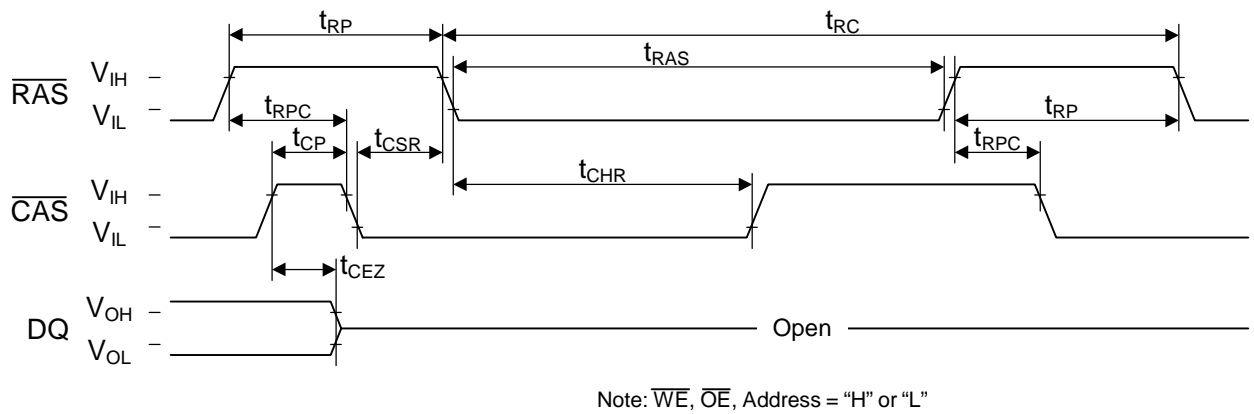 tRP
tRC
RAS
VIH
VIL
tRAS
tRPC
tRP
tCP
tCSR
tRPC
tCHR
CAS
VIH
VIL
tCEZ
DQ
VOH
VOL
Open
Note: WE, OE, Address = “H” or “L”